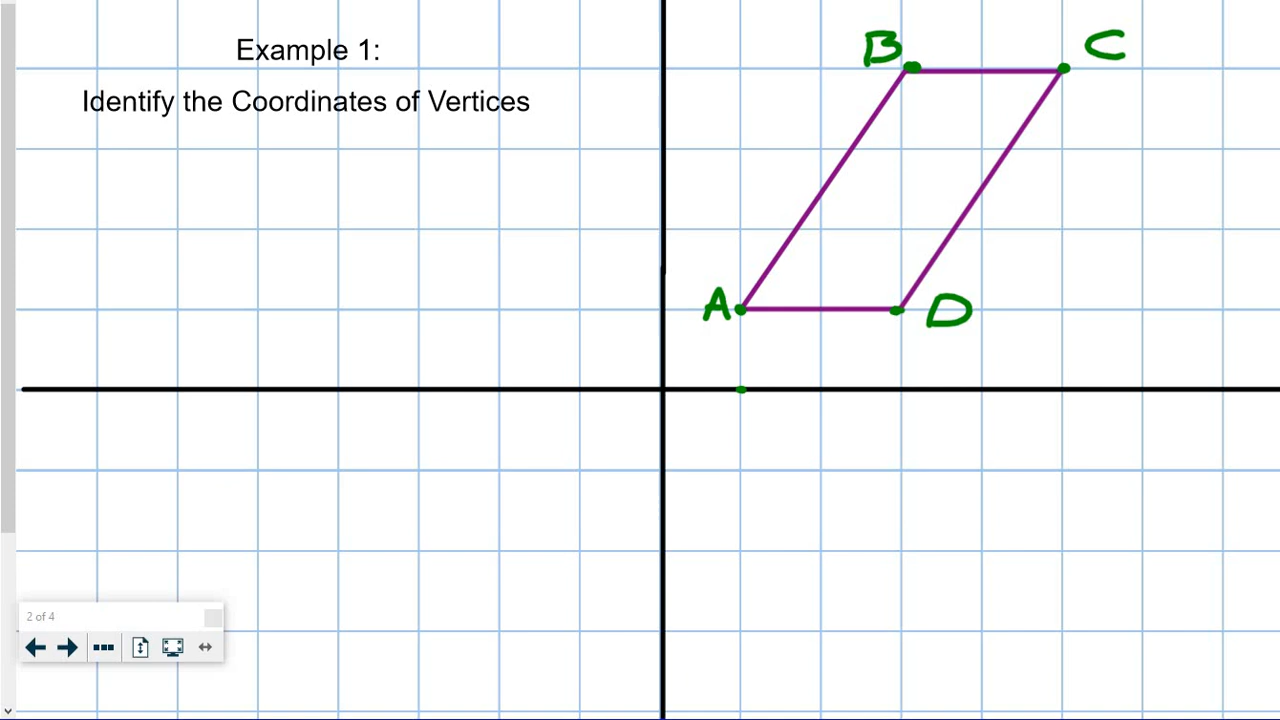 Example 1:
Identify the Coordinates of Vertices
B
C
A
D
2 of 4